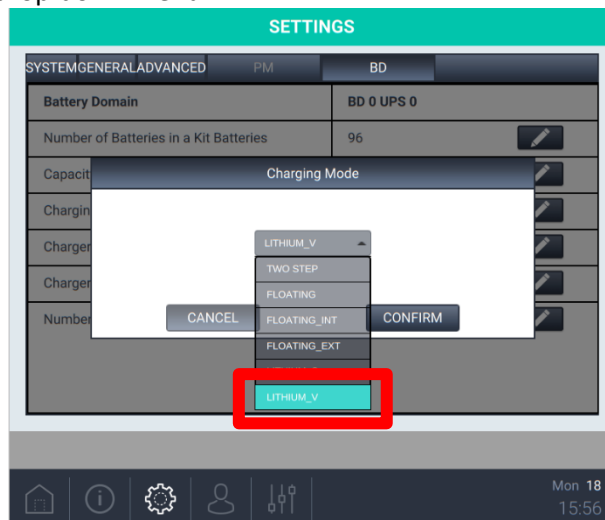 SETTINGS
SYSTEM GENERAL ADVANCED PM BD
Battery Domain BD 0 UPS 0
Number of Batteries in a Kit Batteries 96
Capacit
Charging Mode
Chargin
LITHIUM_V
Charger
TWO STEP
Charger
FLOATING
Number
CANCEL FLOATING_INT CONFIRM
FLOATING_EXT
LITHIUM_V
Mon 18
15:56